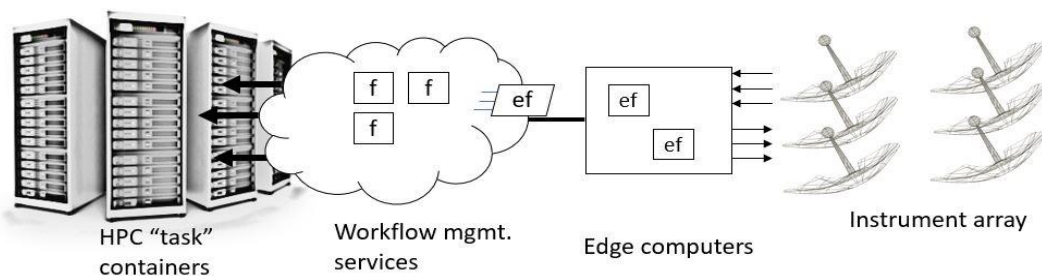 f
f
ef
ef
f
ef
HPC “task”
containers
Workflow mgmt.
services
Edge computers
Instrument array